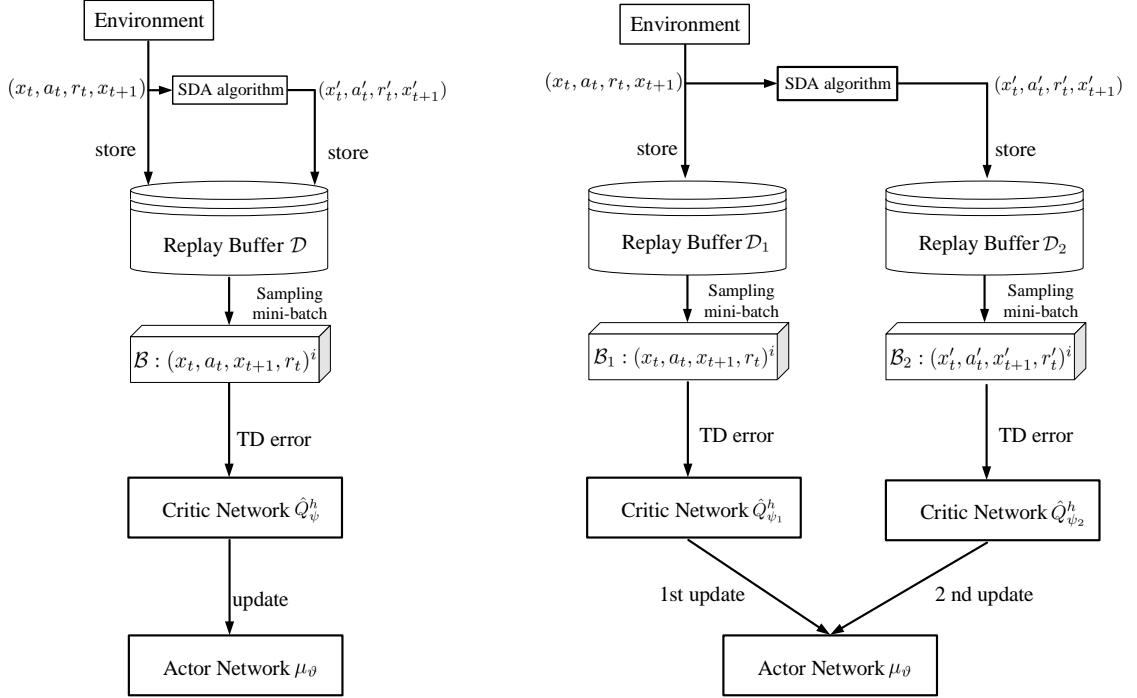 Environment
(x_t, a_t, r_t, x_{t+1})
SDA algorithm
(x'_t, a'_t, r'_t, x'_{t+1})
store
store
Replay Buffer 𝒟
Sampling
mini-batch
ℬ : (x_t, a_t, x_{t+1}, r_t)^i
TD error
Critic Network Q̂^h_ψ
update
Actor Network μ_ϑ
Environment
(x_t, a_t, r_t, x_{t+1})
SDA algorithm
(x'_t, a'_t, r'_t, x'_{t+1})
store
store
Replay Buffer 𝒟_1
Replay Buffer 𝒟_2
Sampling
mini-batch
Sampling
mini-batch
ℬ_1 : (x_t, a_t, x_{t+1}, r_t)^i
ℬ_2 : (x'_t, a'_t, x'_{t+1}, r'_t)^i
TD error
TD error
Critic Network Q̂^h_{ψ_1}
Critic Network Q̂^h_{ψ_2}
1st update
2 nd update
Actor Network μ_ϑ